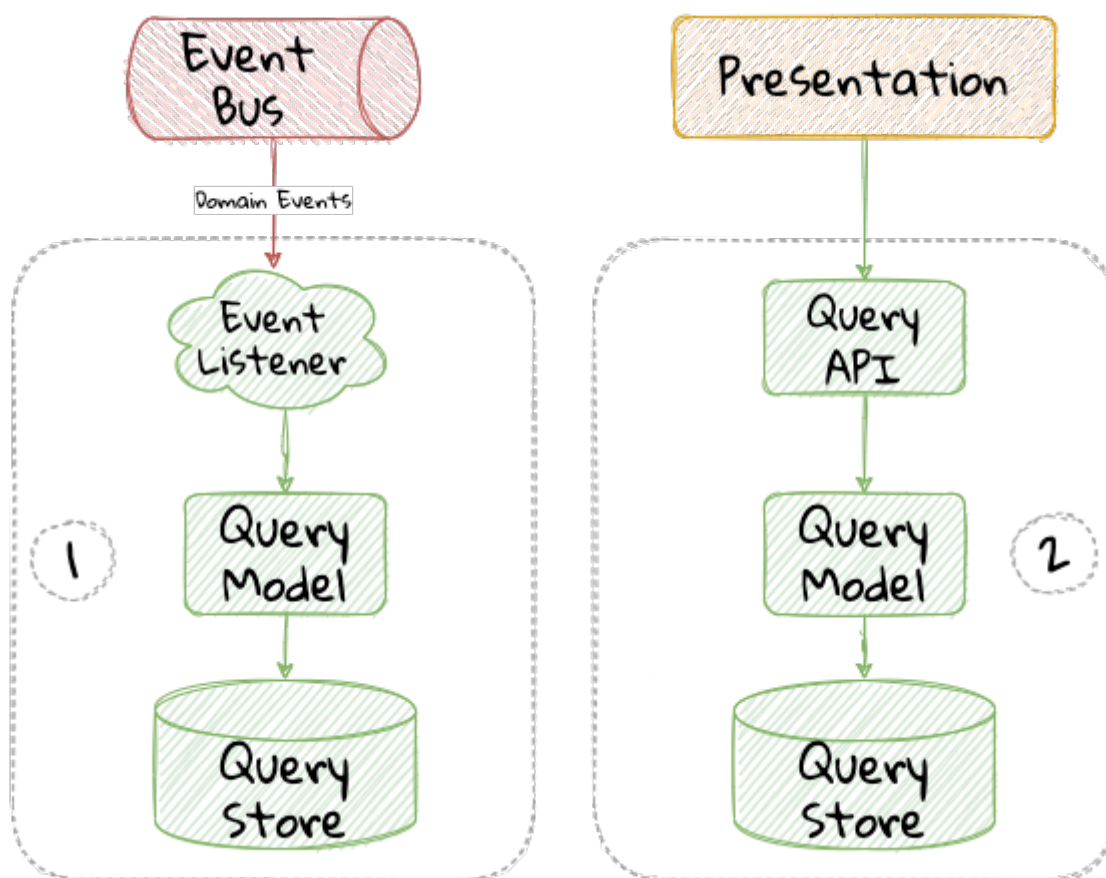 Event
Bus
Domain Events
Event
Listener
1
Query
Model
Query
Store
Presentation
Query
API
Query
Model
2
Query
Store